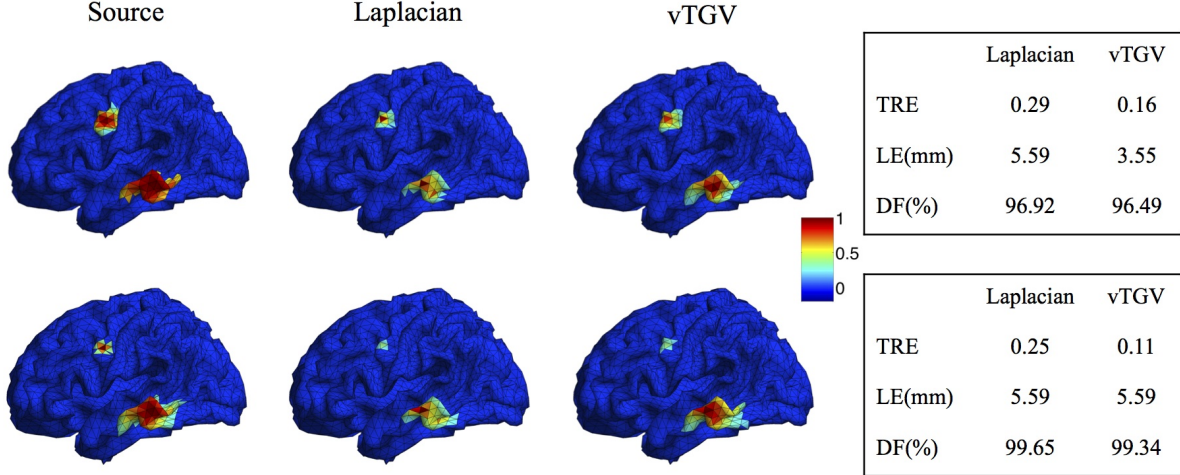 Source Laplacian vTGV
Laplacian vTGV
TRE 0.29 0.16
LE(mm) 5.59 3.55
DF(%) 96.92 96.49
1
0.5
0
Laplacian vTGV
TRE 0.25 0.11
LE(mm) 5.59 5.59
DF(%) 99.65 99.34